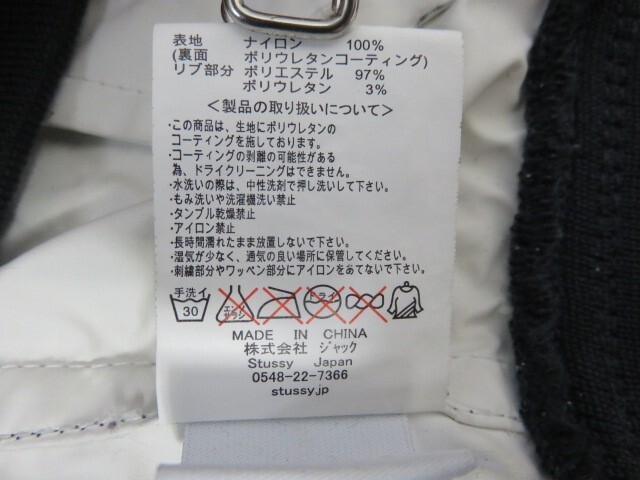 表地 ナイロン 100%
(裏面 ポリウレタンコーティング)
リブ部分 ポリエステル 97%
ポリウレタン 3%
<製品の取り扱いについて>
・この商品は、生地にポリウレタンの
コーティングを施しております。
・コーティングの剥離の可能性がある
為、ドライクリーニングはできません。
・水洗いの際は、中性洗剤で押し洗いして下さい。
・もみ洗いや洗濯機洗い禁止
・タンブル乾燥禁止
・アイロン禁止
・長時間濡れたまま放置しないで下さい。
・湿気が少なく、通気の良い場所に保管してください。
・刺繍部分やワッペン部分にアイロンをあてないで下さい。
手洗イ
30 エンソ サラシ ドライ
MADE IN CHINA
株式会社 ジャック
Stussy Japan
0548-22-7366
stussy.jp